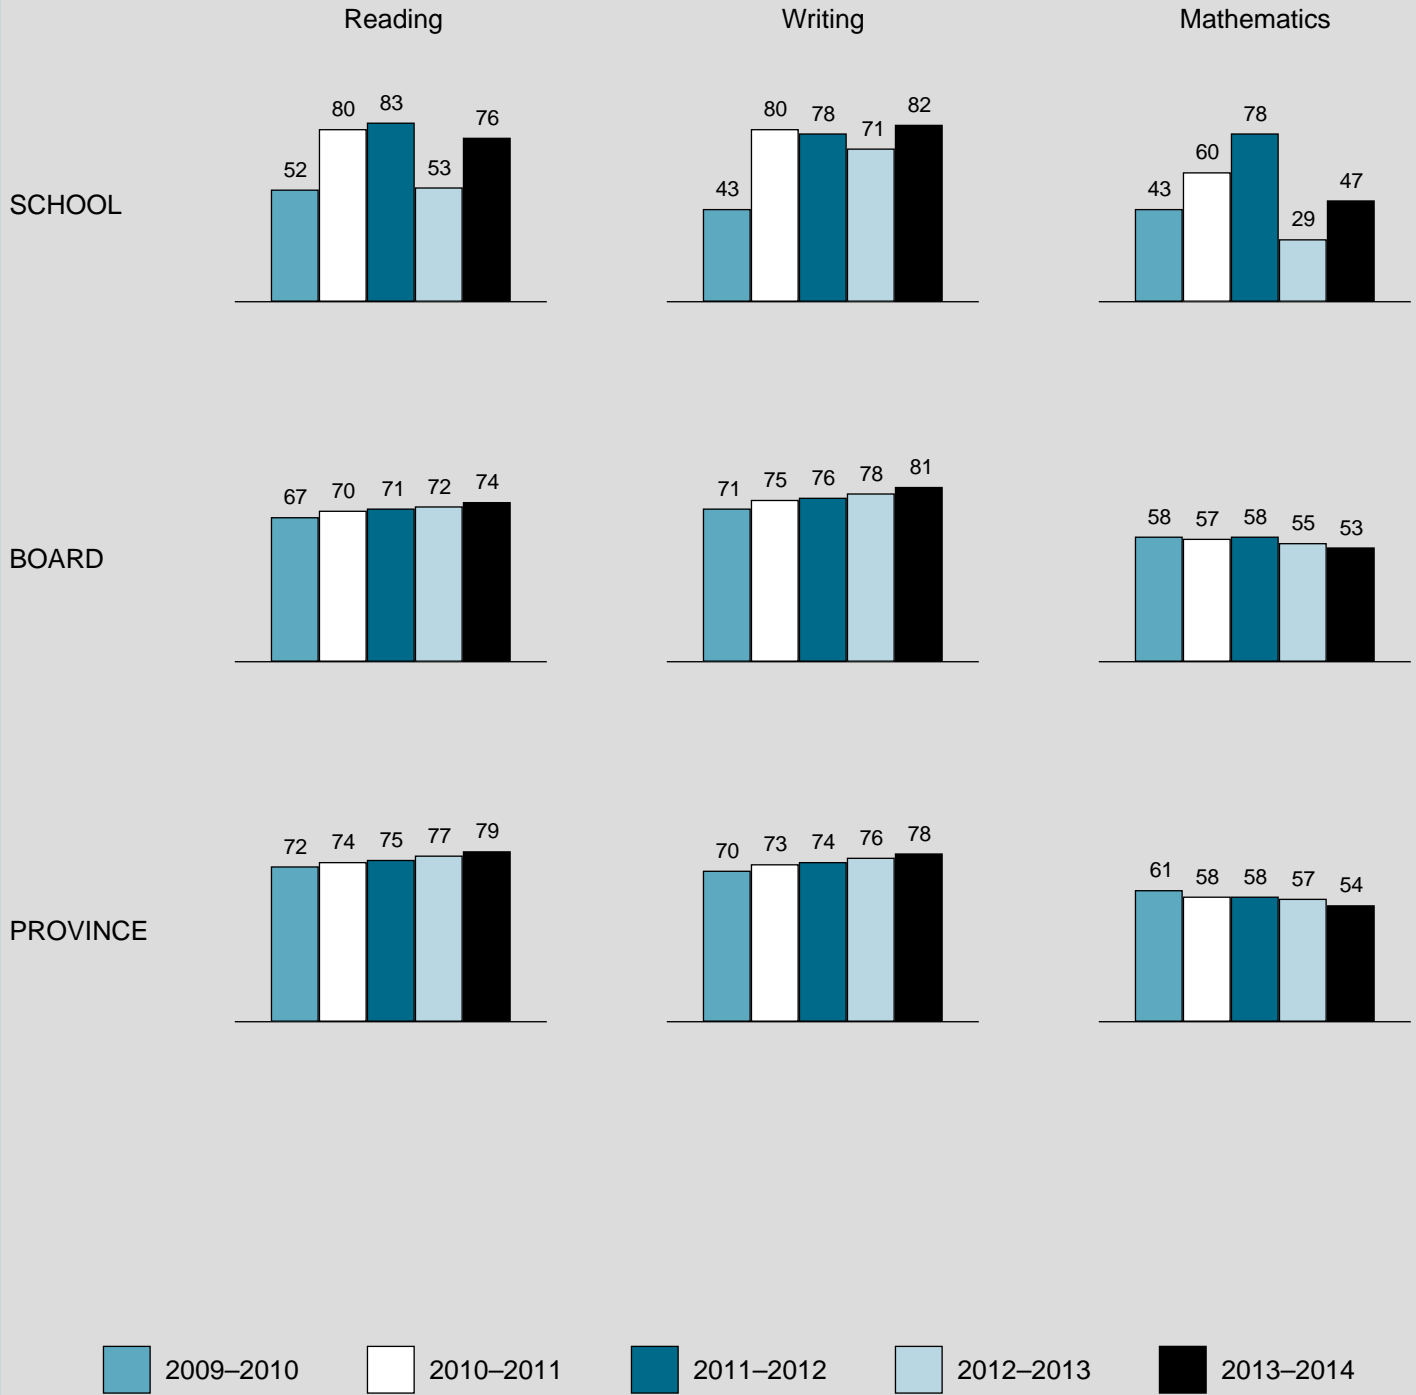 Reading Writing Mathematics
SCHOOL
52 80 83 53 76
43 80 78 71 82
43 60 78 29 47
BOARD
67 70 71 72 74
71 75 76 78 81
58 57 58 55 53
PROVINCE
72 74 75 77 79
70 73 74 76 78
61 58 58 57 54
2009–2010 2010–2011 2011–2012 2012–2013 2013–2014